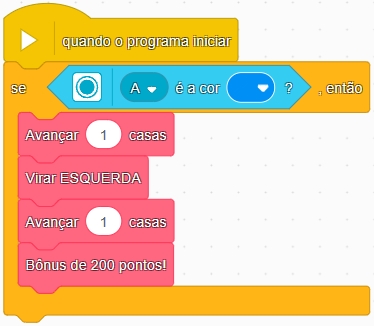 quando o programa iniciar
se A é a cor ? , então
Avançar 1 casas
Virar ESQUERDA
Avançar 1 casas
Bônus de 200 pontos!